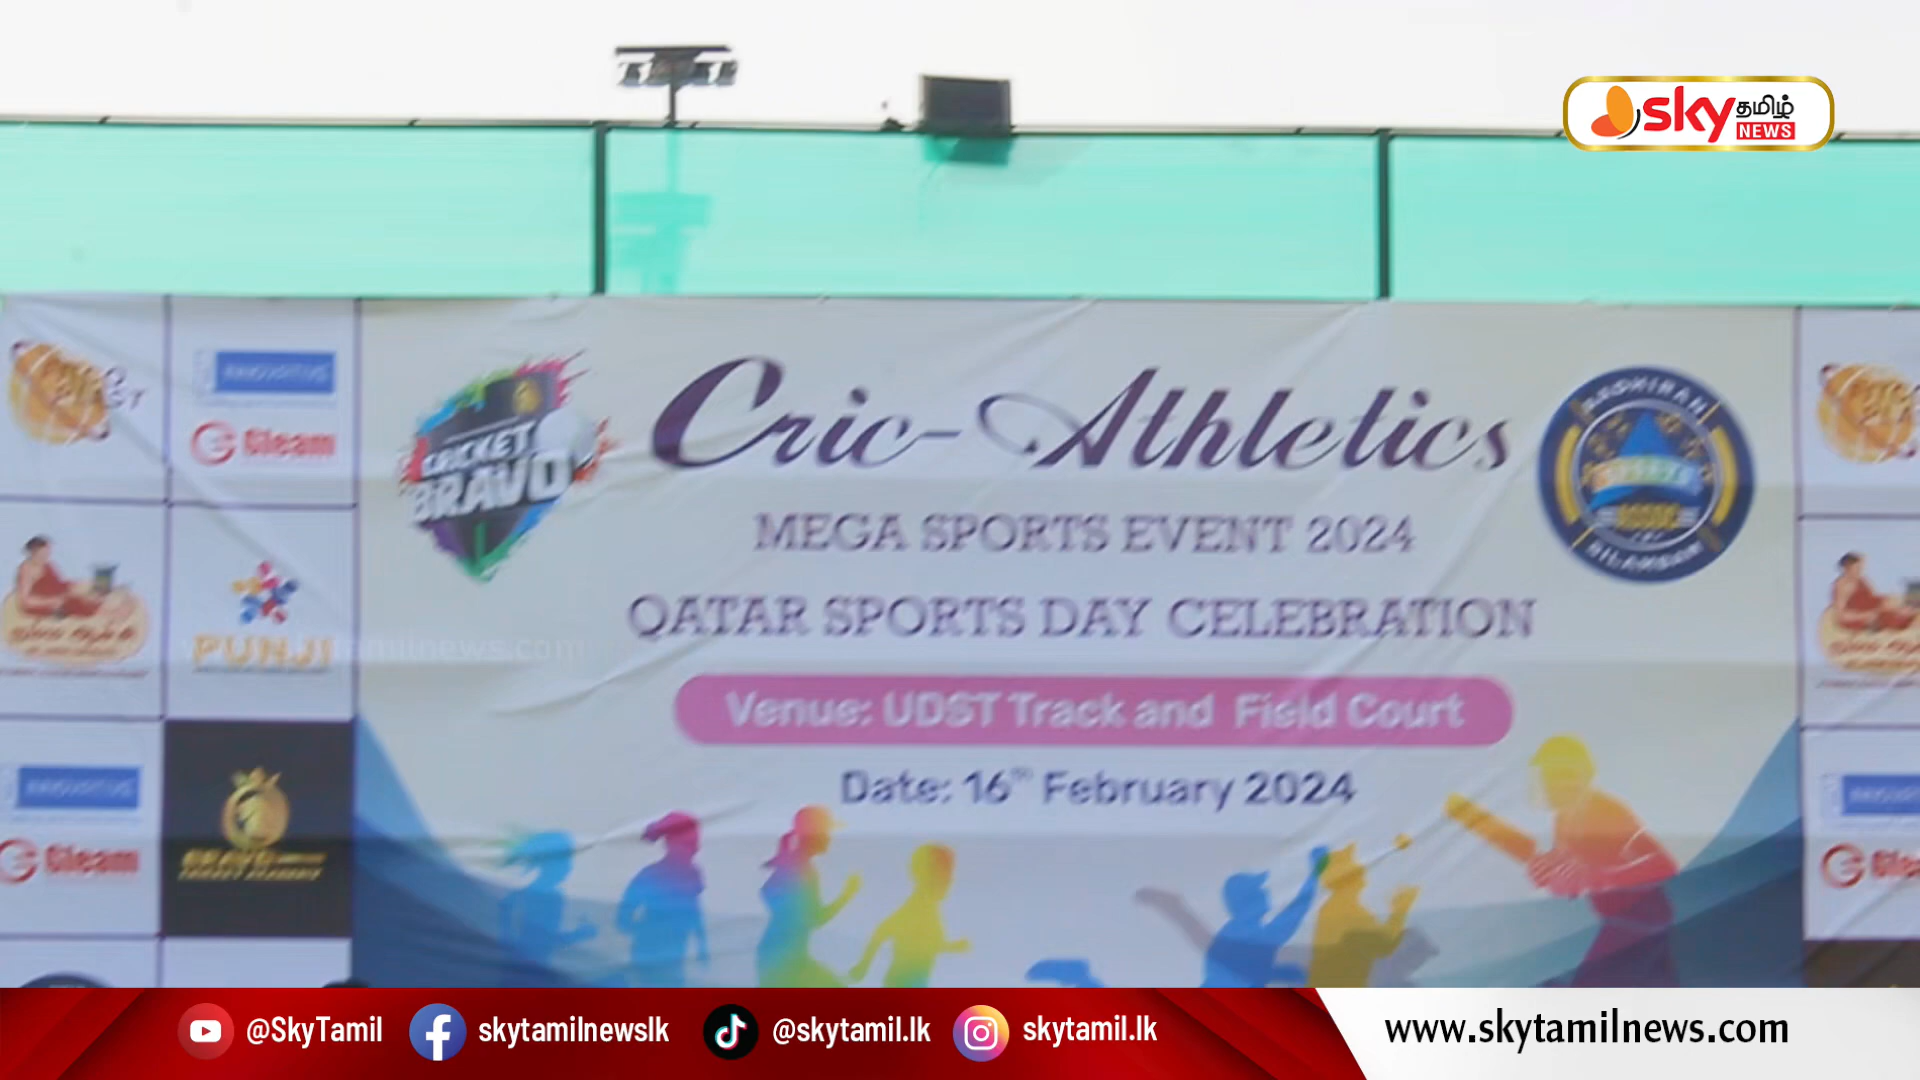 sky தமிழ்
NEWS
Cric-Athletics
CRICKET
BRAVO
MEGA SPORTS EVENT 2024
QATAR SPORTS DAY CELEBRATION
Venue: UDST Track and Field Court
Date: 16th February 2024
Gleam
PUNJI
Gleam
BRAVO
@SkyTamil
skytamilnewslk
@skytamil.lk
skytamil.lk
www.skytamilnews.com